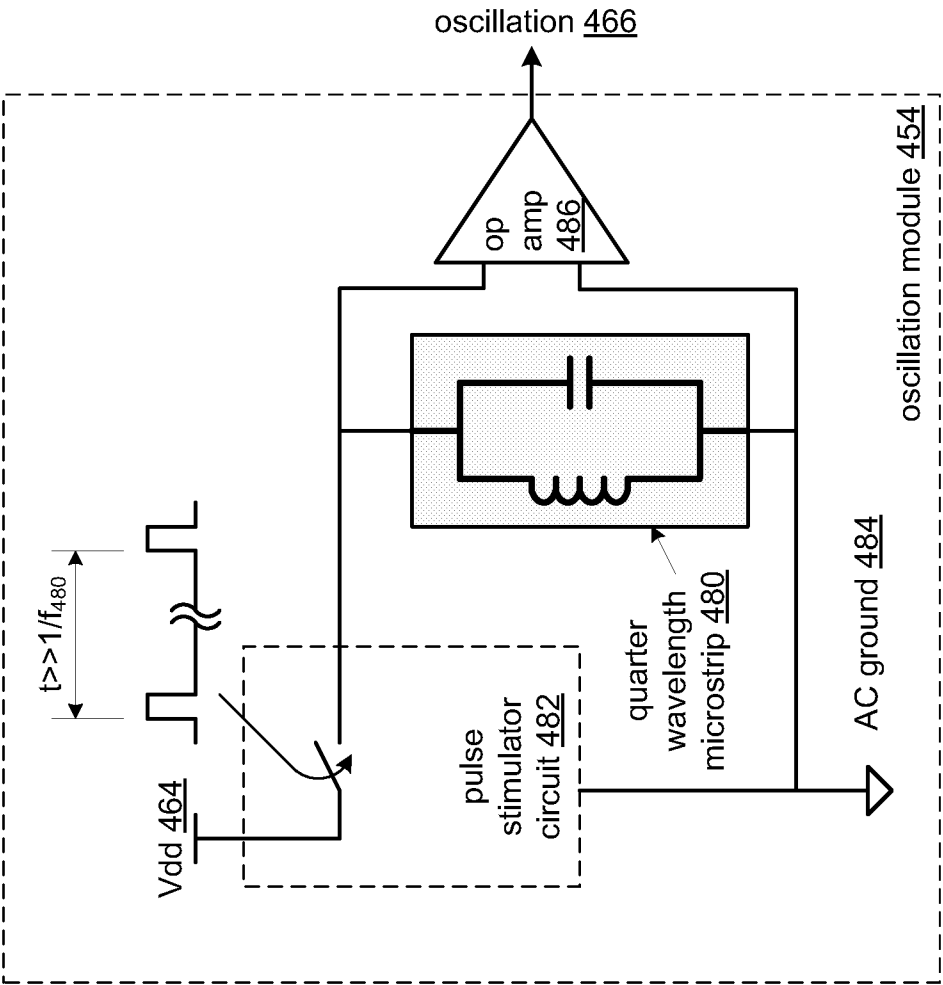 oscillation 466
oscillation module 454
op
amp
486
t>>1/f480
Vdd 464
pulse
stimulator
circuit 482
quarter
wavelength
microstrip 480
AC ground 484